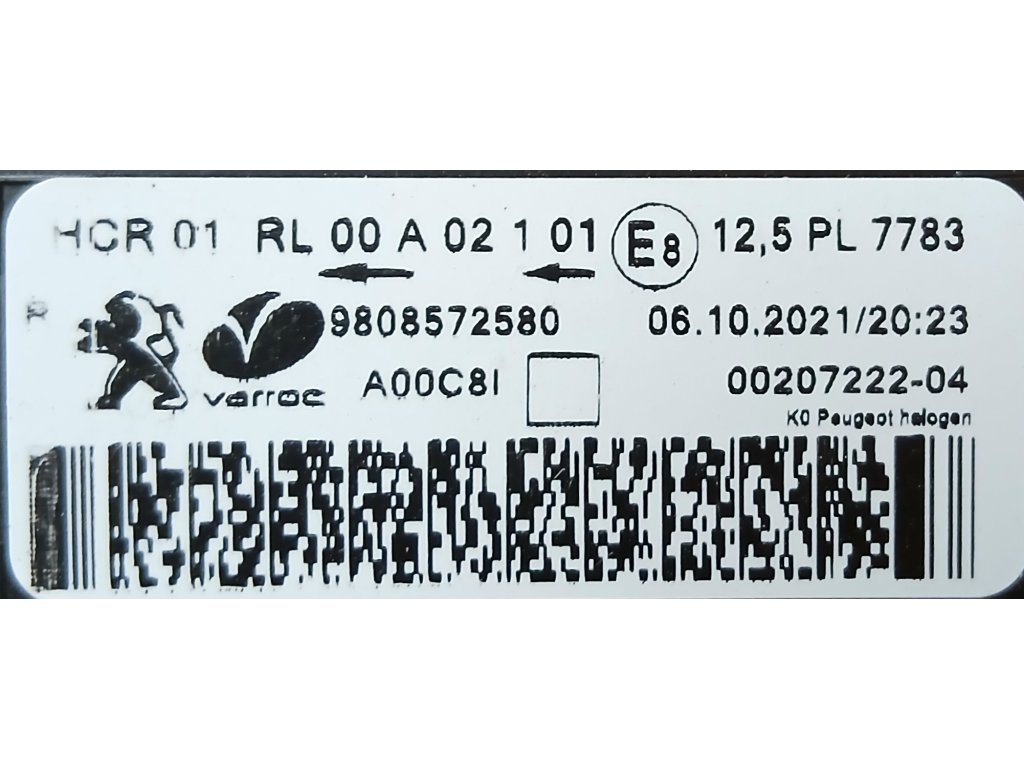 HCR 01 RL 00 A 02 1 01 E8 12,5 PL 7783
R 9808572580 06.10.2021/20:23
varroc A00C8I 00207222-04
K0 Peugeot halogen